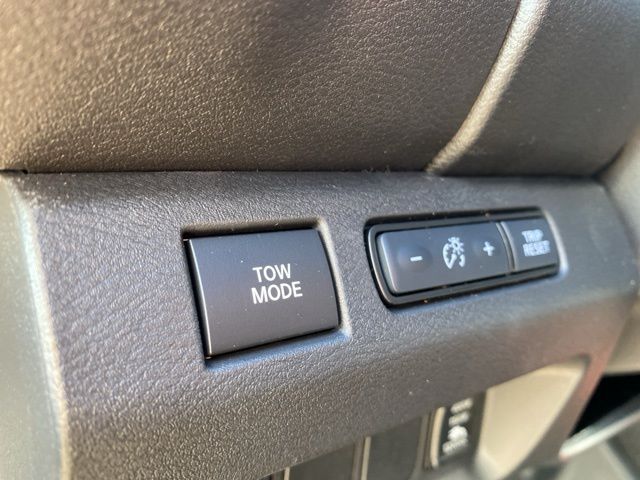 TOW
MODE
- +
TRIP
RESET